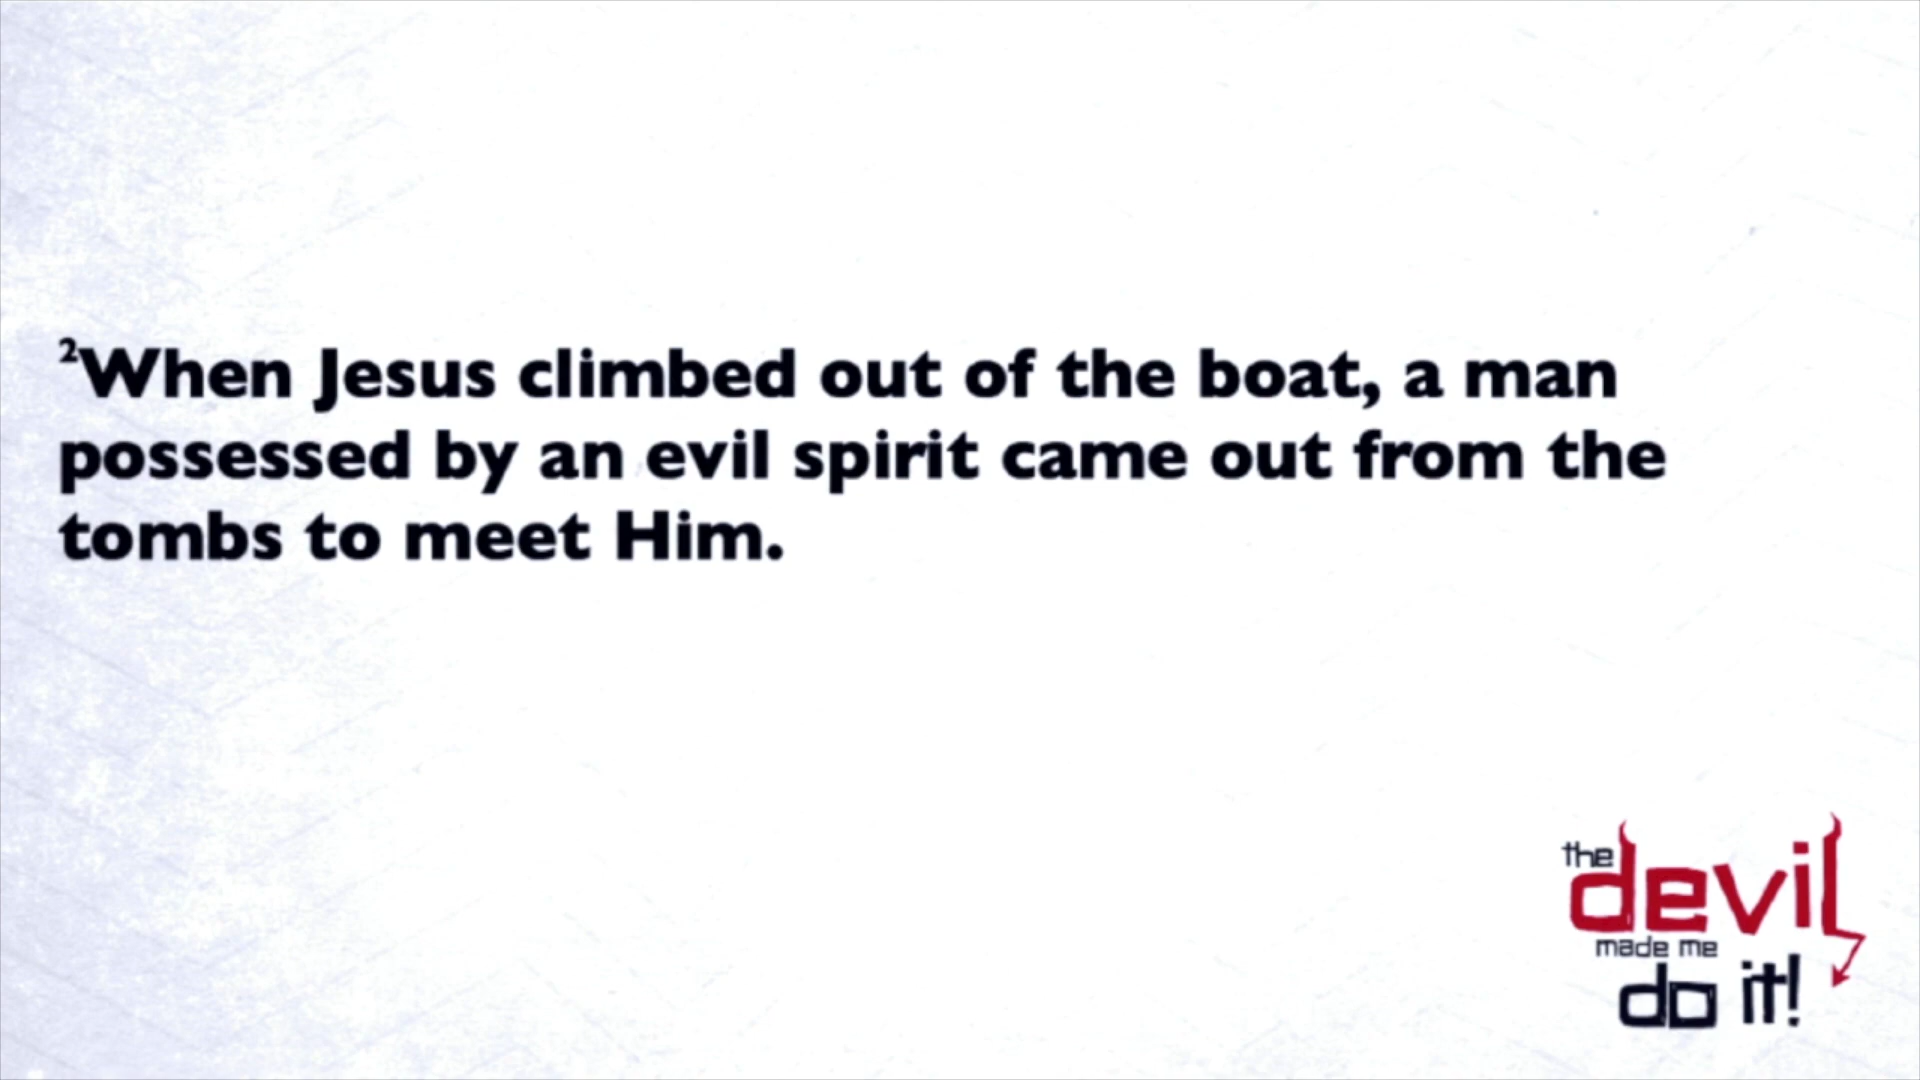 ²When Jesus climbed out of the boat, a man
possessed by an evil spirit came out from the
tombs to meet Him.
the
devil
made me
do it!